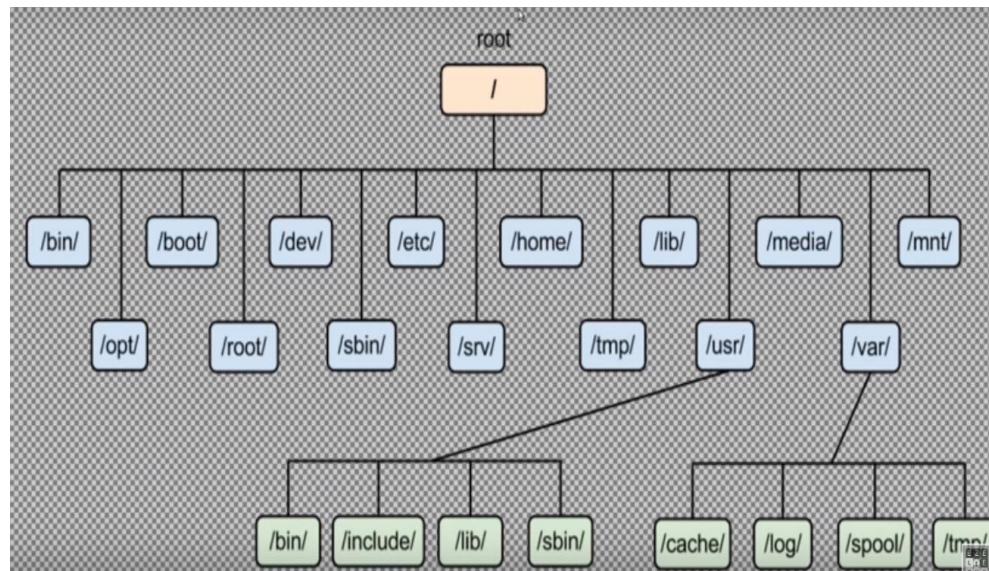 root
/
/bin/
/boot/
/dev/
/etc/
/home/
/lib/
/media/
/mnt/
/opt/
/root/
/sbin/
/srv/
/tmp/
/usr/
/var/
/bin/
/include/
/lib/
/sbin/
/cache/
/log/
/spool/
/tmp/